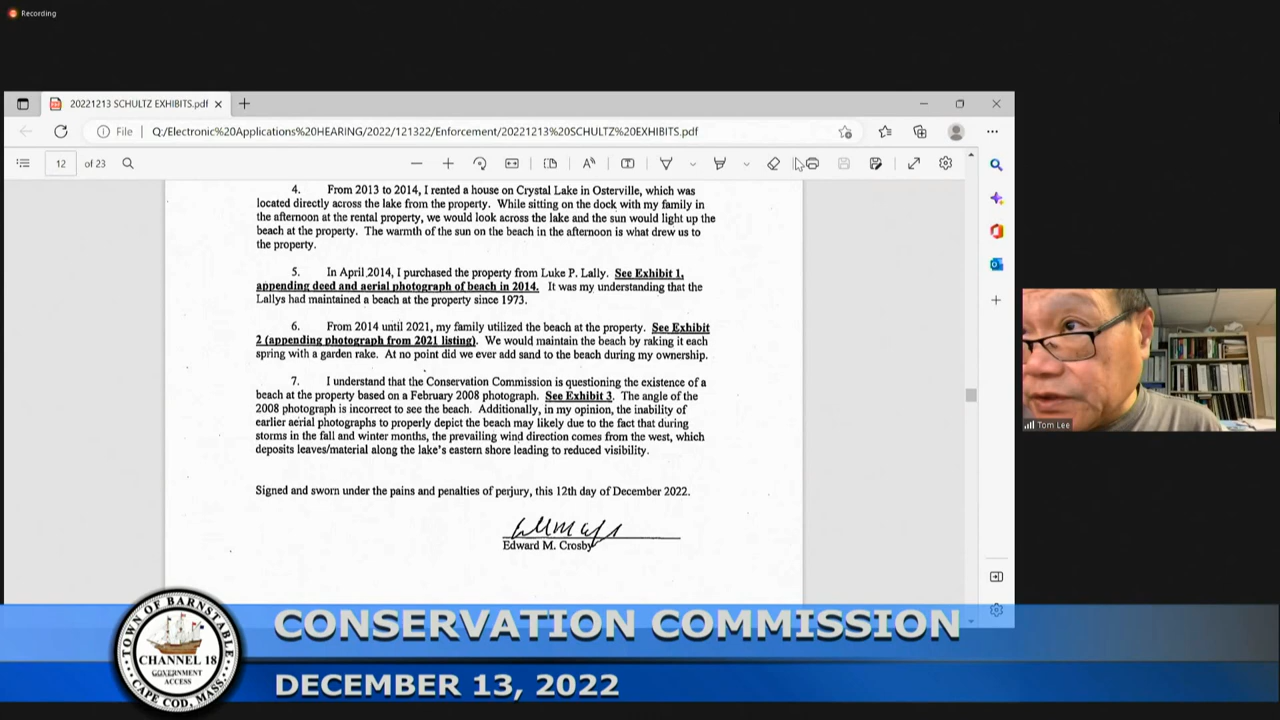 Recording
20221213 SCHULTZ EXHIBITS.pdf
File
Q:/Electronic%20Applications%20HEARING/2022/121322/Enforcement/20221213%20SCHULTZ%20EXHIBITS.pdf
12 of 23
4. From 2013 to 2014, I rented a house on Crystal Lake in Osterville, which was
located directly across the lake from the property. While sitting on the dock with my family in
the afternoon at the rental property, we would look across the lake and the sun would light up the
beach at the property. The warmth of the sun on the beach in the afternoon is what drew us to
the property.
5. In April 2014, I purchased the property from Luke P. Lally. See Exhibit 1,
appending deed and aerial photograph of beach in 2014. It was my understanding that the
Lallys had maintained a beach at the property since 1973.
6. From 2014 until 2021, my family utilized the beach at the property. See Exhibit
2 (appending photograph from 2021 listing). We would maintain the beach by raking it each
spring with a garden rake. At no point did we ever add sand to the beach during my ownership.
7. I understand that the Conservation Commission is questioning the existence of a
beach at the property based on a February 2008 photograph. See Exhibit 3. The angle of the
2008 photograph is incorrect to see the beach. Additionally, in my opinion, the inability of
earlier aerial photographs to properly depict the beach may likely due to the fact that during
storms in the fall and winter months, the prevailing wind direction comes from the west, which
deposits leaves/material along the lake's eastern shore leading to reduced visibility.
Signed and sworn under the pains and penalties of perjury, this 12th day of December 2022.
Edward M. Crosby
Tom Lee
TOWN OF BARNSTABLE
CHANNEL 18
GOVERNMENT
ACCESS
CAPE COD, MASS.
CONSERVATION COMMISSION
DECEMBER 13, 2022